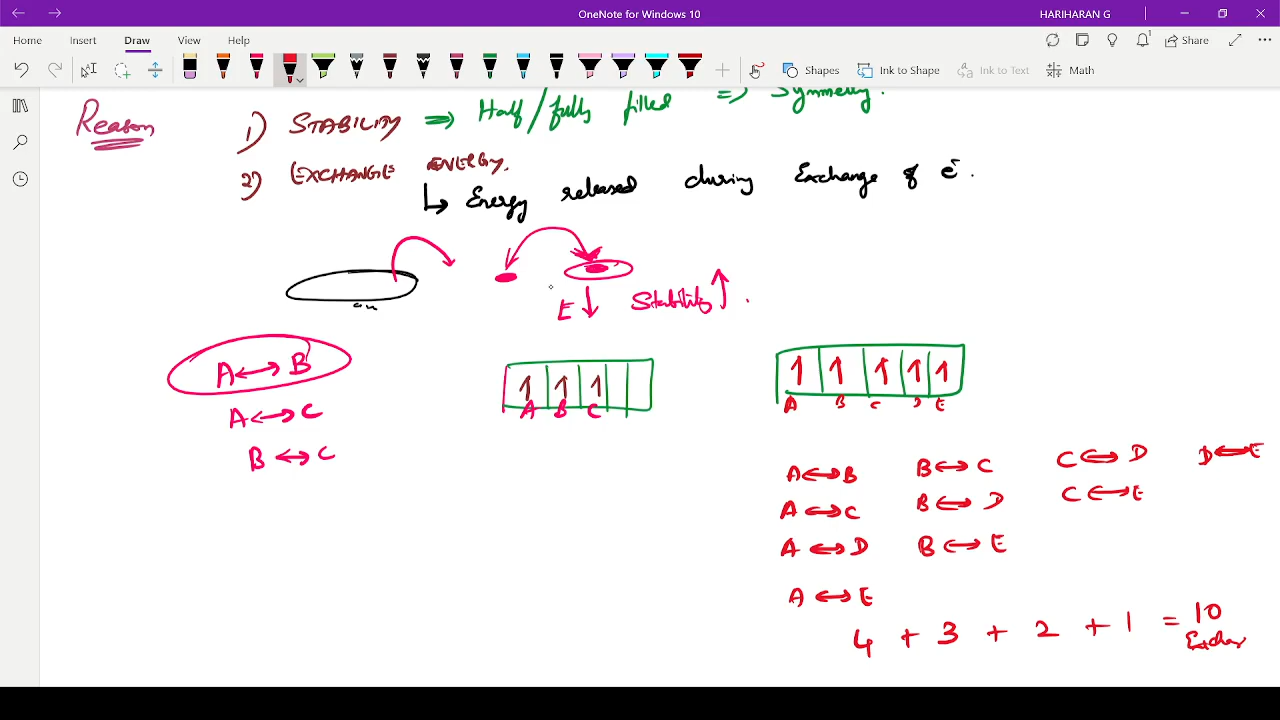 OneNote for Windows 10
HARIHARAN G
Home Insert Draw View Help
Share
Shapes Ink to Shape Ink to Text Math
Reason
1) STABILITY => Half/fully filled => Symmetry.
2) EXCHANGE ENERGY.
↳ Energy released during Exchange of e⁻.
E ↓ Stability ↑.
A ↔ B
A ↔ C
B ↔ C
↑ ↑ ↑
A B C
↑ ↑ ↑ ↑ ↑
A B C D E
A ↔ B B ↔ C C ↔ D D ↔ E
A ↔ C B ↔ D C ↔ E
A ↔ D B ↔ E
A ↔ E
4 + 3 + 2 + 1 = 10